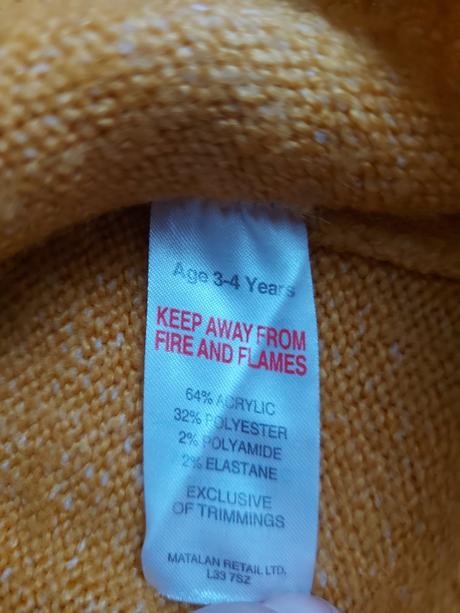 Age 3-4 Years
KEEP AWAY FROM
FIRE AND FLAMES
64% ACRYLIC
32% POLYESTER
2% POLYAMIDE
2% ELASTANE
EXCLUSIVE
OF TRIMMINGS
MATALAN RETAIL LTD.
L33 7SZ